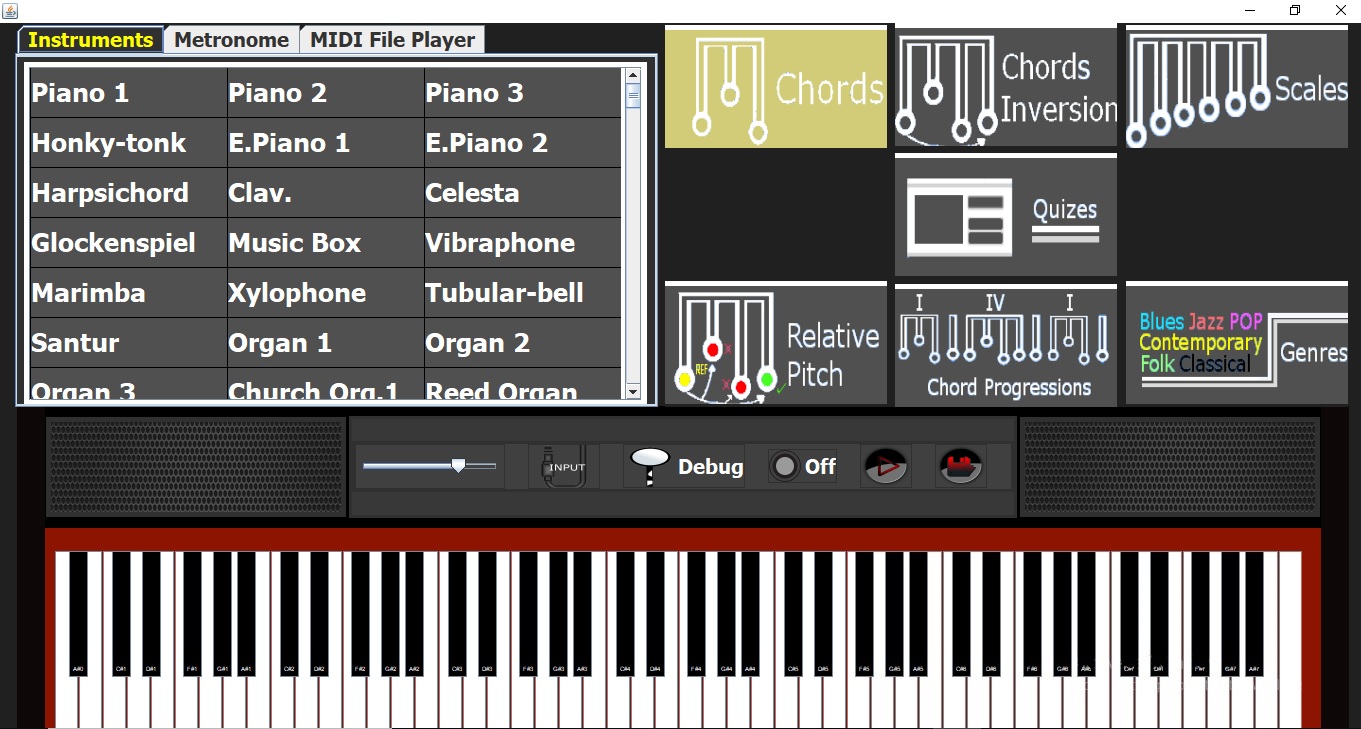 Instruments Metronome MIDI File Player
Piano 1 Piano 2 Piano 3
Honky-tonk E.Piano 1 E.Piano 2
Harpsichord Clav. Celesta
Glockenspiel Music Box Vibraphone
Marimba Xylophone Tubular-bell
Santur Organ 1 Organ 2
Organ 3 Church Org.1 Reed Organ
Chords
Chords
Inversion
Scales
Quizes
REF
Relative
Pitch
I IV I
Chord Progressions
Blues Jazz POP
Contemporary
Folk Classical
Genres
INPUT
Debug
Off
A#0 C#1 D#1 F#1 G#1 A#1 C#2 D#2 F#2 G#2 A#2 C#3 D#3 F#3 G#3 A#3 C#4 D#4 F#4 G#4 A#4 C#5 D#5 F#5 G#5 A#5 C#6 D#6 F#6 G#6 A#6 C#7 D#7 F#7 G#7 A#7